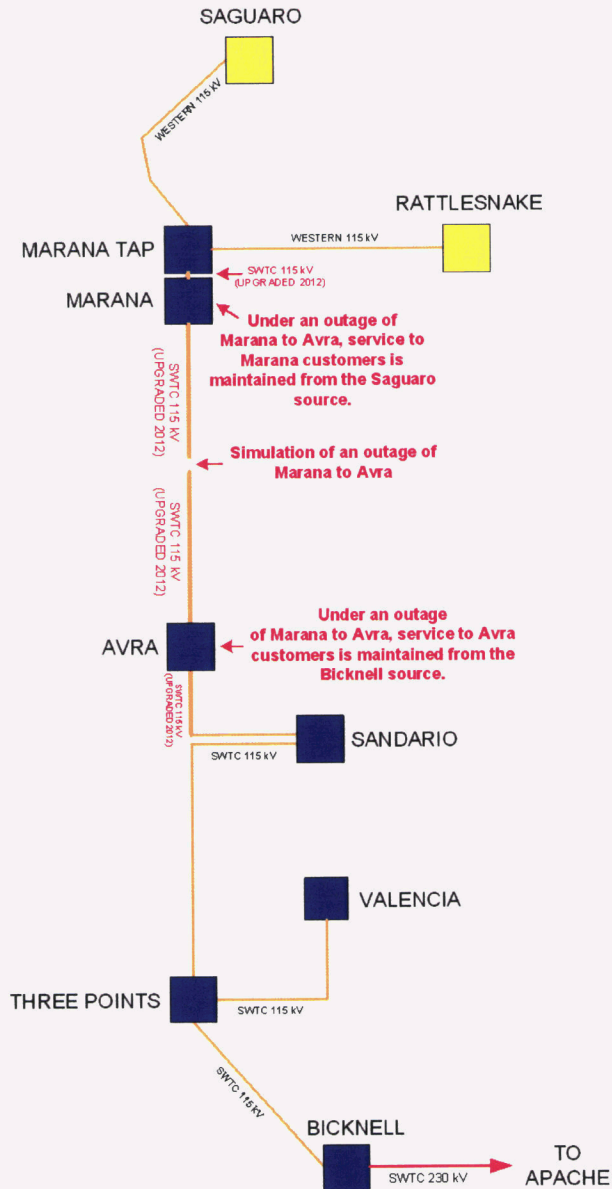 SAGUARO
WESTERN 115 kV
RATTLESNAKE
MARANA TAP
WESTERN 115 kV
SWTC 115 kV
(UPGRADED 2012)
MARANA
Under an outage of
Marana to Avra, service to
Marana customers is
maintained from the Saguaro
source.
SWTC 115 kV
(UPGRADED 2012)
Simulation of an outage of
Marana to Avra
SWTC 115 kV
(UPGRADED 2012)
Under an outage
of Marana to Avra, service to Avra
customers is maintained from the
Bicknell source.
AVRA
SWTC 115 kV
(UPGRADED 2012)
SANDARIO
SWTC 115 kV
VALENCIA
THREE POINTS
SWTC 115 kV
SWTC 115 kV
BICKNELL
SWTC 230 kV
TO
APACHE